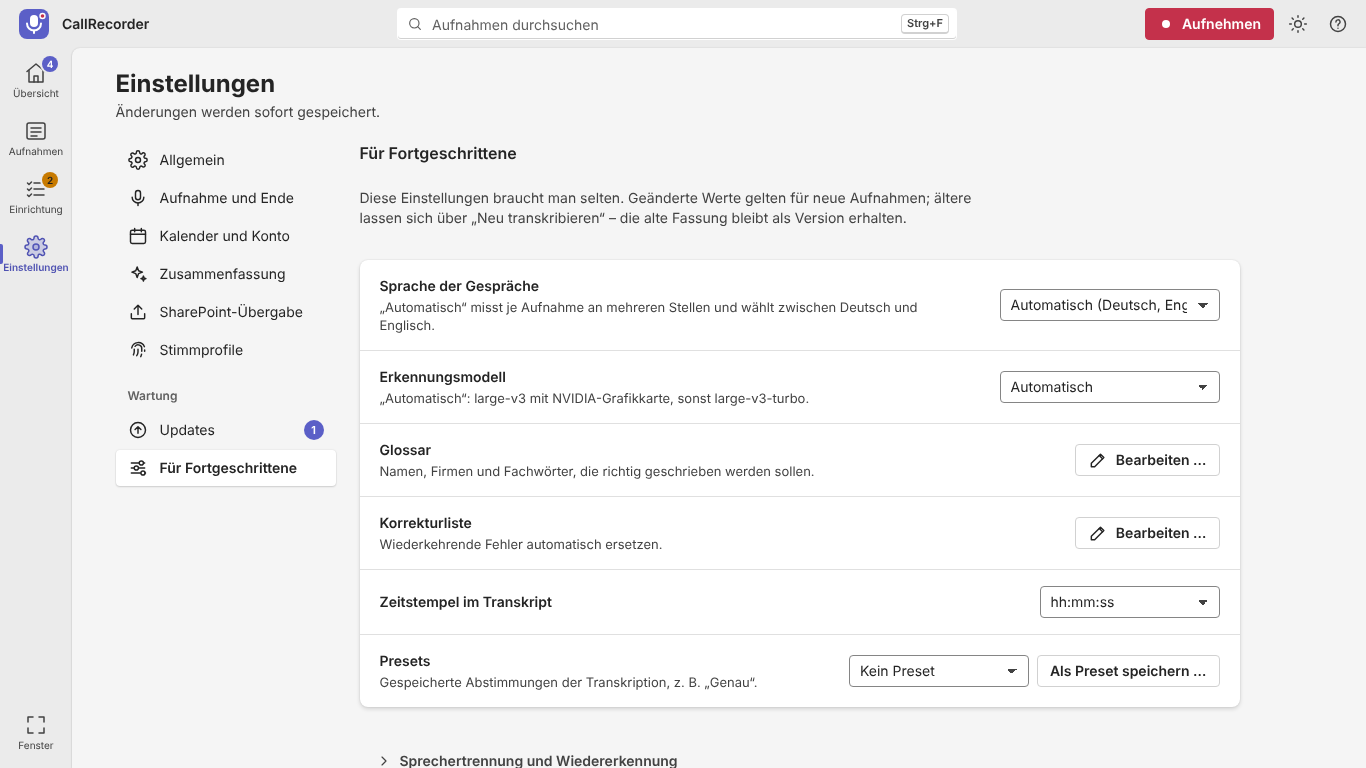 CallRecorder
Aufnahmen durchsuchen
Strg+F
Aufnehmen
4
Übersicht
Aufnahmen
2
Einrichtung
Einstellungen
Fenster
Einstellungen
Änderungen werden sofort gespeichert.
Allgemein
Aufnahme und Ende
Kalender und Konto
Zusammenfassung
SharePoint-Übergabe
Stimmprofile
Wartung
Updates
1
Für Fortgeschrittene
Für Fortgeschrittene
Diese Einstellungen braucht man selten. Geänderte Werte gelten für neue Aufnahmen; ältere
lassen sich über „Neu transkribieren“ – die alte Fassung bleibt als Version erhalten.
Sprache der Gespräche
„Automatisch“ misst je Aufnahme an mehreren Stellen und wählt zwischen Deutsch und
Englisch.
Automatisch (Deutsch, Eng
Erkennungsmodell
„Automatisch“: large-v3 mit NVIDIA-Grafikkarte, sonst large-v3-turbo.
Automatisch
Glossar
Namen, Firmen und Fachwörter, die richtig geschrieben werden sollen.
Bearbeiten ...
Korrekturliste
Wiederkehrende Fehler automatisch ersetzen.
Bearbeiten ...
Zeitstempel im Transkript
hh:mm:ss
Presets
Gespeicherte Abstimmungen der Transkription, z. B. „Genau“.
Kein Preset
Als Preset speichern ...
Sprechertrennung und Wiedererkennung